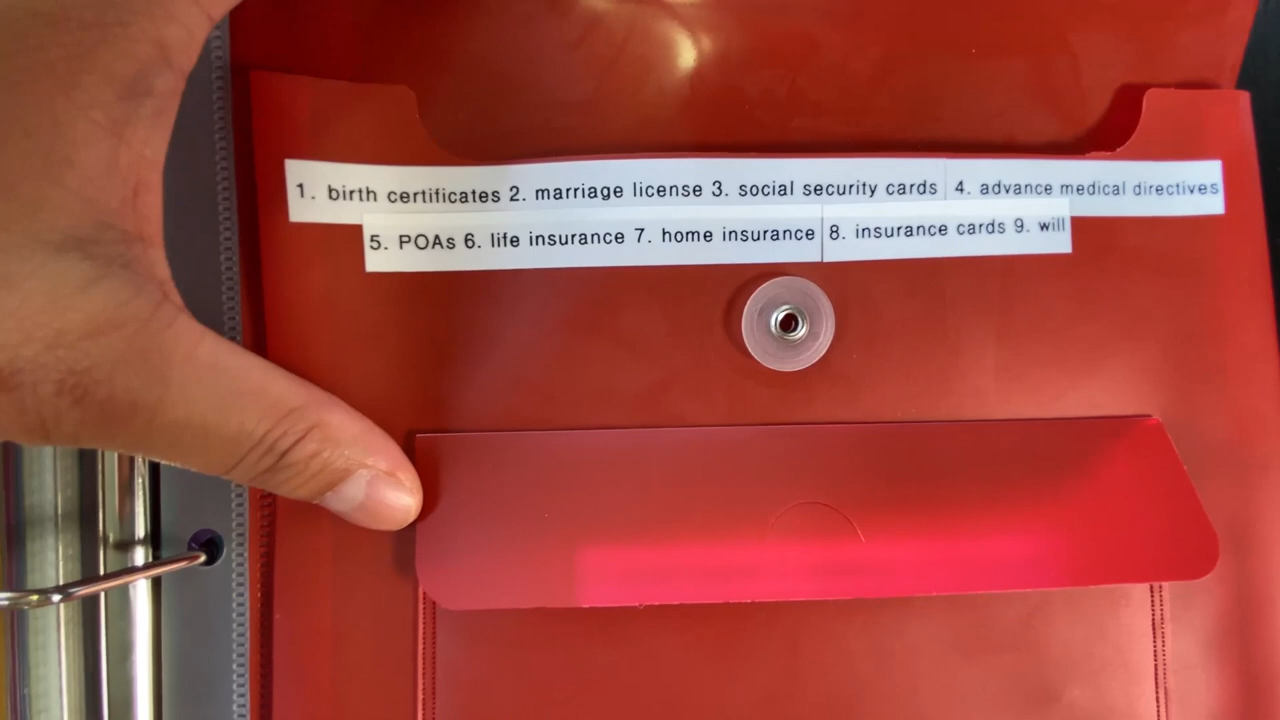 1. birth certificates 2. marriage license 3. social security cards 4. advance medical directives
5. POAs 6. life insurance 7. home insurance 8. insurance cards 9. will